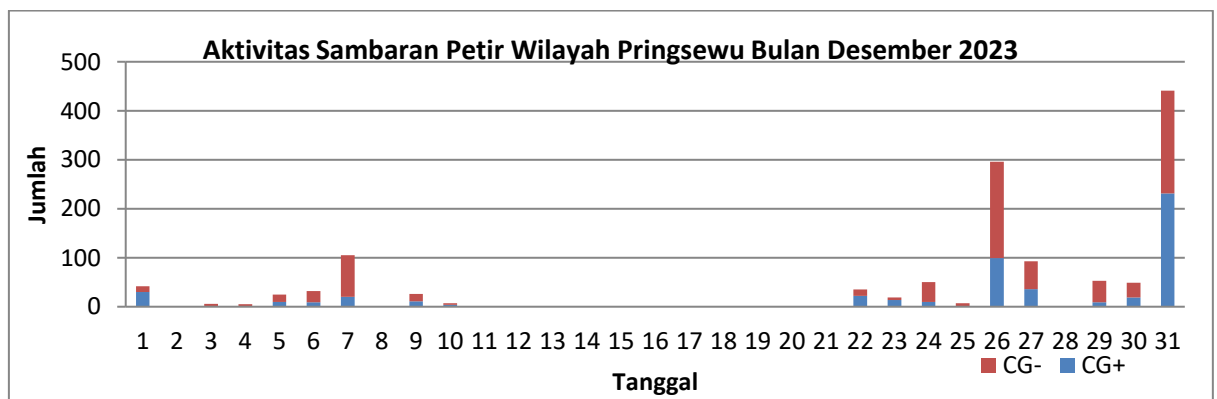 Aktivitas Sambaran Petir Wilayah Pringsewu Bulan Desember 2023
500
400
300
200
100
0
Jumlah
1 2 3 4 5 6 7 8 9 10 11 12 13 14 15 16 17 18 19 20 21 22 23 24 25 26 27 28 29 30 31
CG- CG+
Tanggal